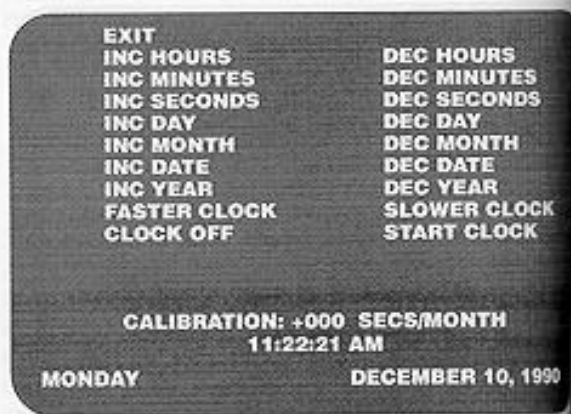 EXIT
INC HOURS DEC HOURS
INC MINUTES DEC MINUTES
INC SECONDS DEC SECONDS
INC DAY DEC DAY
INC MONTH DEC MONTH
INC DATE DEC DATE
INC YEAR DEC YEAR
FASTER CLOCK SLOWER CLOCK
CLOCK OFF START CLOCK
CALIBRATION: +000 SECS/MONTH
11:22:21 AM
MONDAY DECEMBER 10, 1990